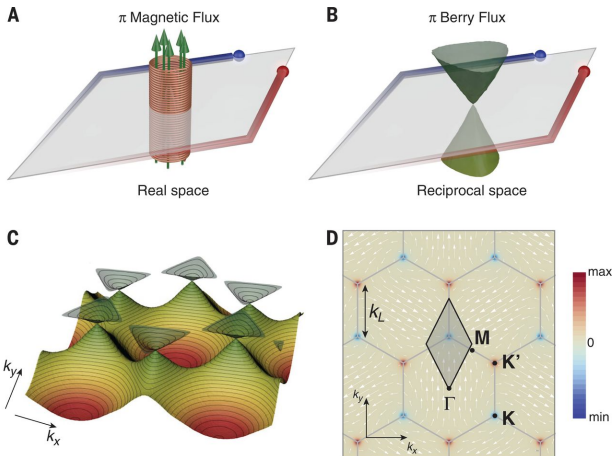 A
π Magnetic Flux
Real space
B
π Berry Flux
Reciprocal space
C
k_y
k_x
D
k_L
M
K'
Γ
K
k_y
k_x
max
0
min